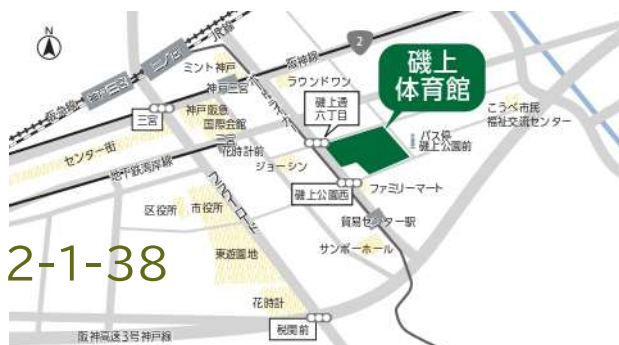 N
JR線
2
阪神線
ミント神戸
ラウンドワン
磯上
体育館
神戸三宮
磯上通
六丁目
阪急線
三宮
神戸阪急
国際会館
こうべ市民
福祉交流センター
バス停
磯上公園前
センター街
三宮
花時計前
地下鉄海岸線
ジョーシン
磯上公園西
ファミリーマート
フラワーロード
区役所
市役所
貿易センター駅
サンボーホール
東遊園地
2-1-38
花時計
税関前
阪神高速3号神戸線